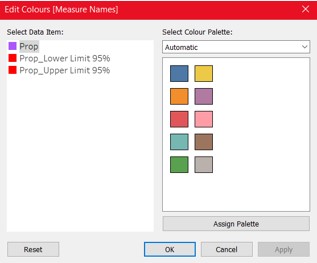 Edit Colours [Measure Names]
Select Data Item:
Prop
Prop_Lower Limit 95%
Prop_Upper Limit 95%
Select Colour Palette:
Automatic
Assign Palette
Reset
OK
Cancel
Apply